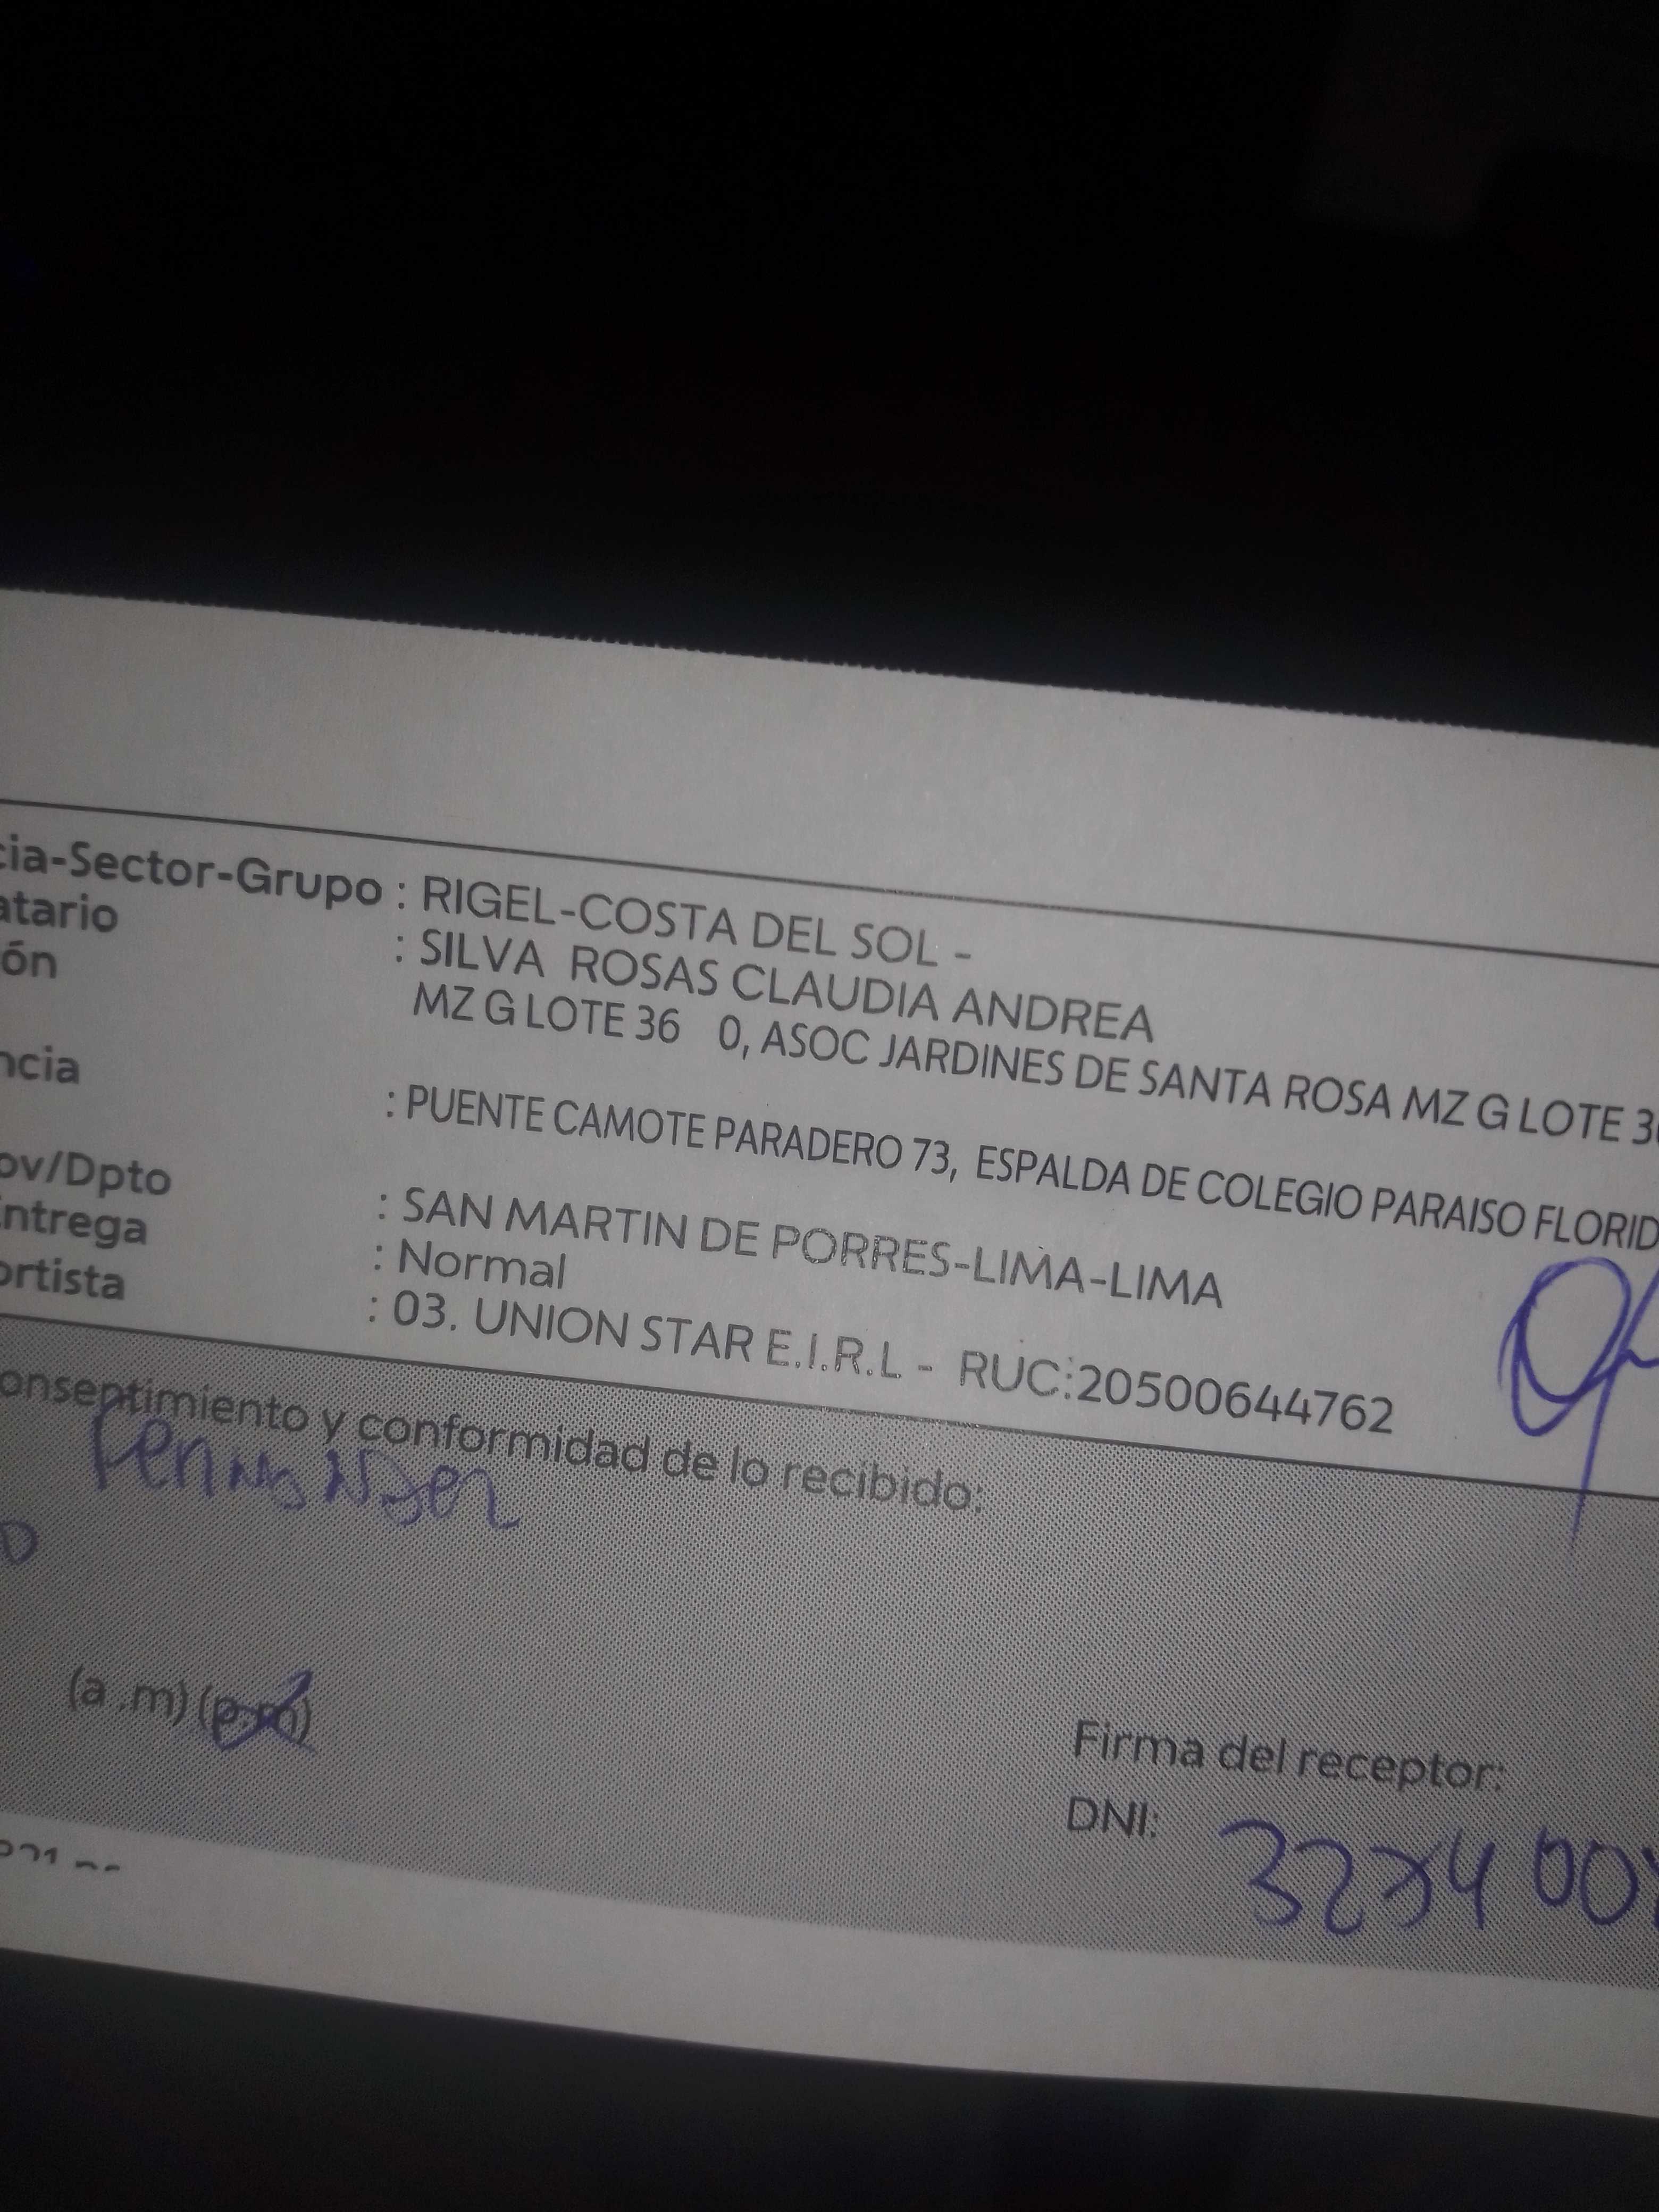 cia-Sector-Grupo : RIGEL-COSTA DEL SOL -
atario : SILVA ROSAS CLAUDIA ANDREA
ón MZ G LOTE 36 0, ASOC JARDINES DE SANTA ROSA MZ G LOTE 36
ncia : PUENTE CAMOTE PARADERO 73, ESPALDA DE COLEGIO PARAISO FLORID
ov/Dpto : SAN MARTIN DE PORRES-LIMA-LIMA
ntrega : Normal
ortista : 03. UNION STAR E.I.R.L - RUC:20500644762
onsentimiento y conformidad de lo recibido:
(a .m) (p.m)
Firma del receptor:
DNI: